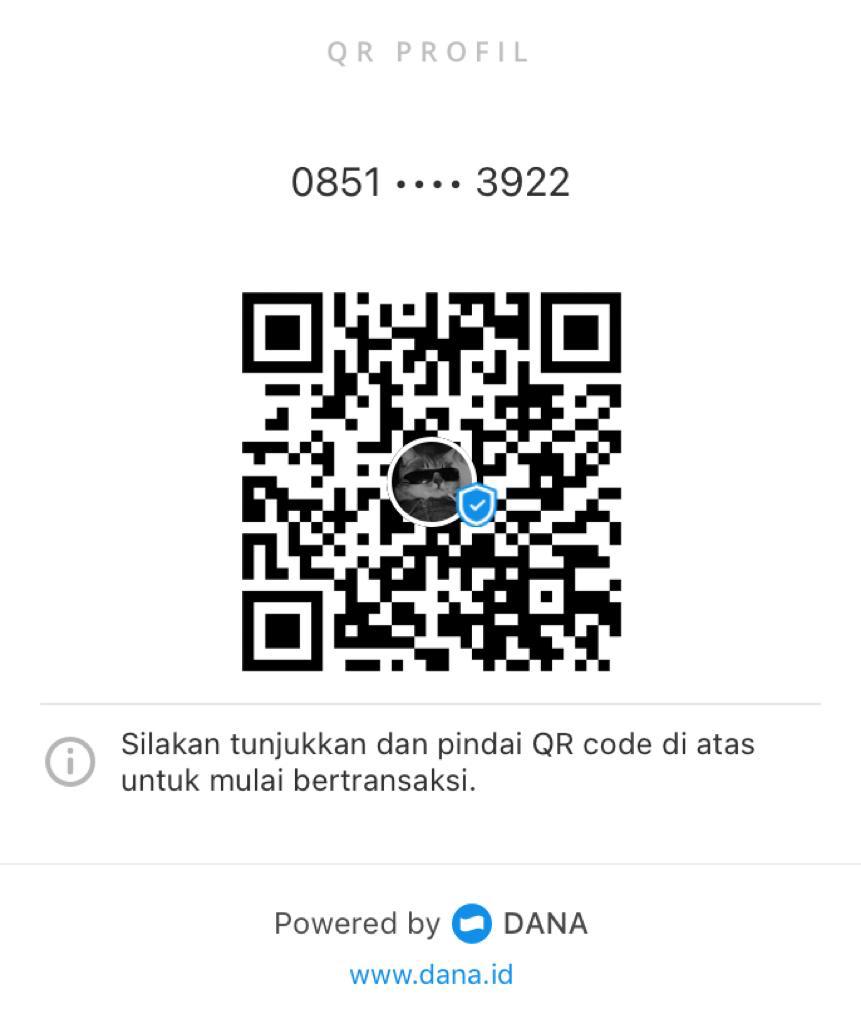 QR PROFIL
0851 •••• 3922
Silakan tunjukkan dan pindai QR code di atas
untuk mulai bertransaksi.
Powered by DANA
www.dana.id